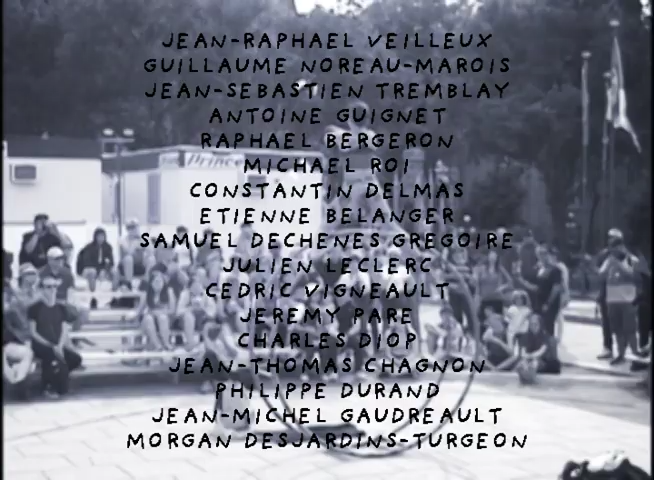 JEAN-RAPHAEL VEILLEUX
GUILLAUME NOREAU-MAROIS
JEAN-SEBASTIEN TREMBLAY
ANTOINE GUIGNET
RAPHAEL BERGERON
MICHAEL ROI
Prince
CONSTANTIN DELMAS
ETIENNE BELANGER
SAMUEL DECHENES GREGOIRE
JULIEN LECLERC
CEDRIC VIGNEAULT
JEREMY PARE
CHARLES DIOP
JEAN-THOMAS CHAGNON
PHILIPPE DURAND
JEAN-MICHEL GAUDREAULT
MORGAN DESJARDINS-TURGEON